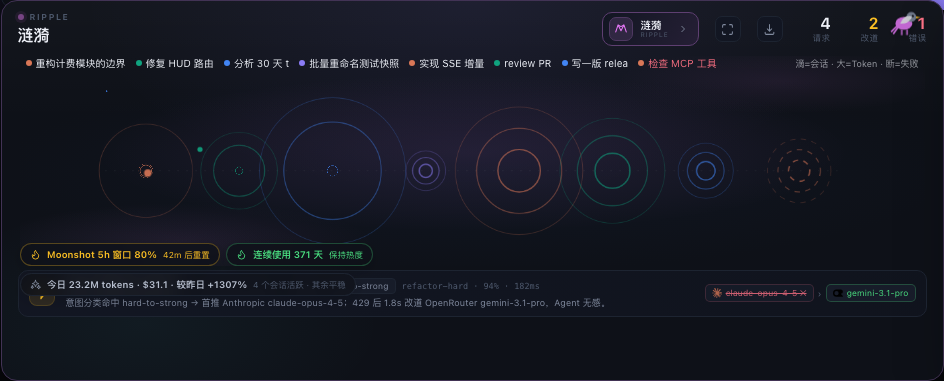 RIPPLE
涟漪
涟漪
RIPPLE
4
请求
2
改道
1
错误
重构计费模块的边界 修复 HUD 路由 分析 30 天 t 批量重命名测试快照 实现 SSE 增量 review PR 写一版 relea 检查 MCP 工具
滴=会话 · 大=Token · 断=失败
Moonshot 5h 窗口 80% 42m 后重置
连续使用 371 天 保持热度
今日 23.2M tokens · $31.1 · 较昨日 +1307% 4 个会话活跃 · 其余平稳
-strong refactor-hard · 94% · 182ms
意图分类命中 hard-to-strong → 首推 Anthropic claude-opus-4-5；429 后 1.8s 改道 OpenRouter gemini-3.1-pro，Agent 无感。
claude-opus-4-5 ✕ › gemini-3.1-pro